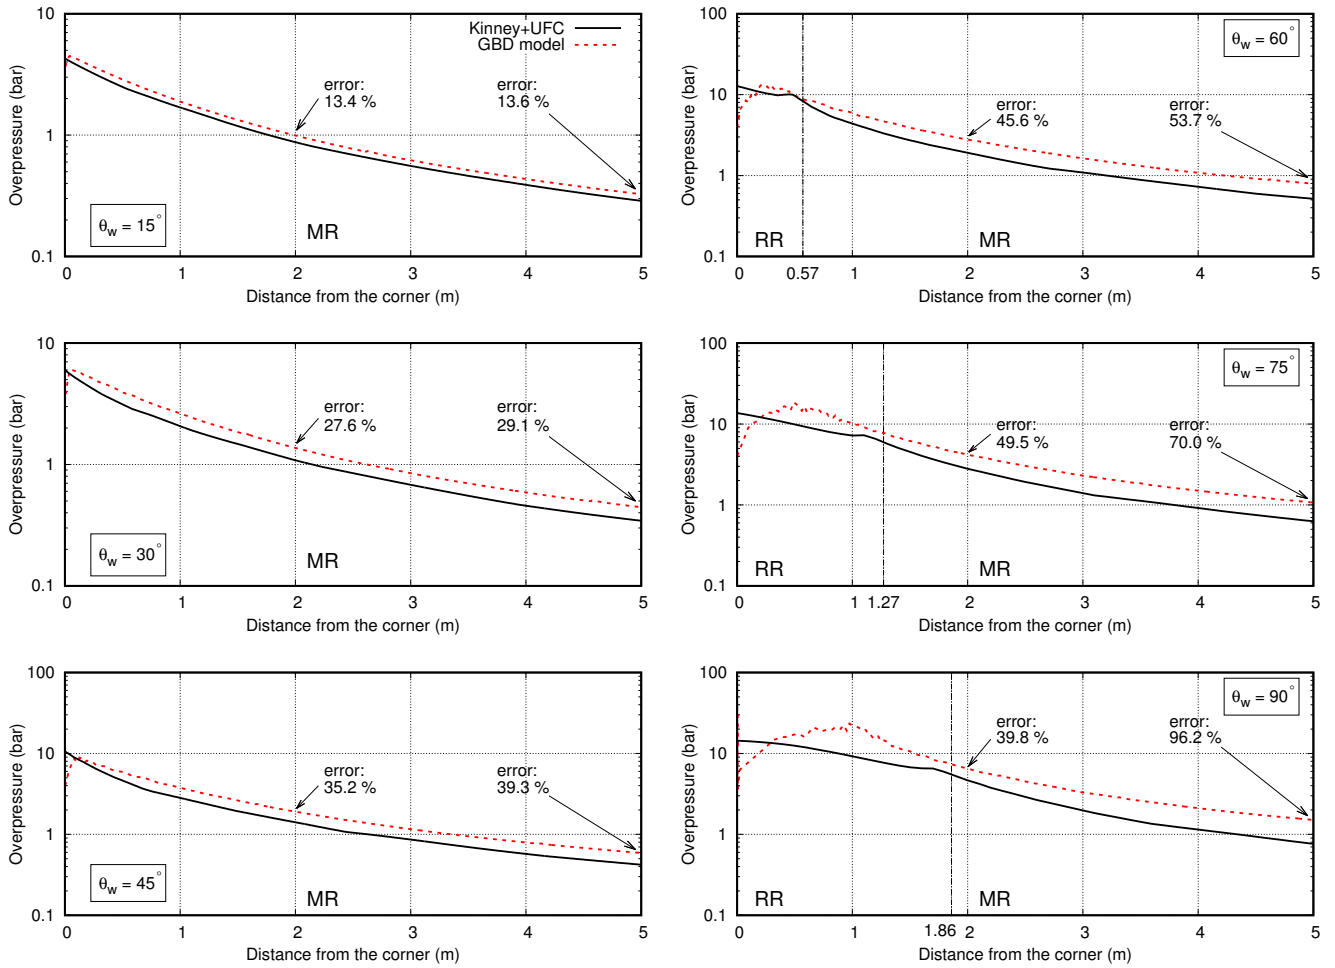 10
1
0.1
Overpressure (bar)
Kinney+UFC
GBD model
error:
13.4 %
error:
13.6 %
θw = 15°
MR
0 1 2 3 4 5
Distance from the corner (m)
100
10
1
0.1
Overpressure (bar)
θw = 60°
error:
45.6 %
error:
53.7 %
RR
MR
0 0.57 1 2 3 4 5
Distance from the corner (m)
10
1
0.1
Overpressure (bar)
error:
27.6 %
error:
29.1 %
θw = 30°
MR
0 1 2 3 4 5
Distance from the corner (m)
100
10
1
0.1
Overpressure (bar)
θw = 75°
error:
49.5 %
error:
70.0 %
RR
MR
0 1 1.27 2 3 4 5
Distance from the corner (m)
100
10
1
0.1
Overpressure (bar)
error:
35.2 %
error:
39.3 %
θw = 45°
MR
0 1 2 3 4 5
Distance from the corner (m)
100
10
1
0.1
Overpressure (bar)
θw = 90°
error:
39.8 %
error:
96.2 %
RR
MR
0 1 1.86 2 3 4 5
Distance from the corner (m)